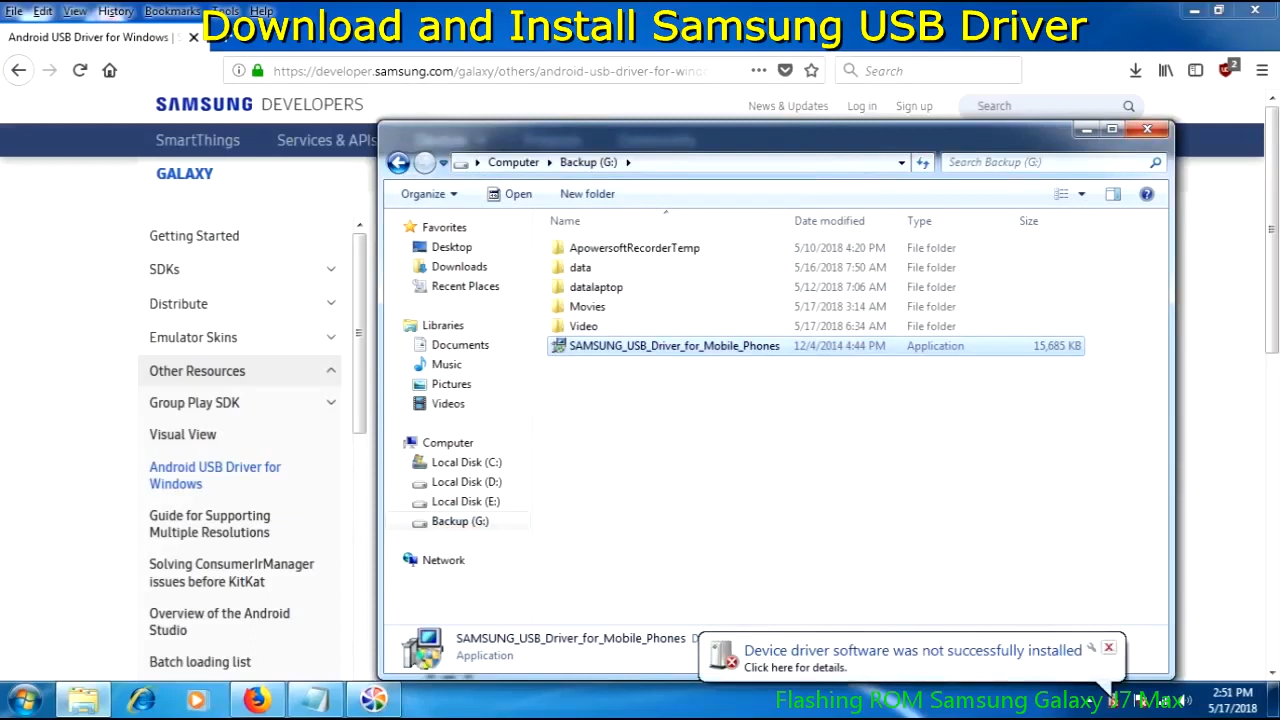 File Edit View History Bookmarks Tools Help
Download and Install Samsung USB Driver
Android USB Driver for Windows |
https://developer.samsung.com/galaxy/others/android-usb-driver-for-windo
Search
2
SAMSUNG DEVELOPERS
News & Updates Log in Sign up Search
SmartThings Services & APIs
GALAXY
Getting Started
SDKs
Distribute
Emulator Skins
Other Resources
Group Play SDK
Visual View
Android USB Driver for
Windows
Guide for Supporting
Multiple Resolutions
Solving ConsumerIrManager
issues before KitKat
Overview of the Android
Studio
Batch loading list
Computer Backup (G:)
Search Backup (G:)
Organize Open New folder
Favorites
Desktop
Downloads
Recent Places
Libraries
Documents
Music
Pictures
Videos
Computer
Local Disk (C:)
Local Disk (D:)
Local Disk (E:)
Backup (G:)
Network
Name Date modified Type Size
ApowersoftRecorderTemp 5/10/2018 4:20 PM File folder
data 5/16/2018 7:50 AM File folder
datalaptop 5/12/2018 7:06 AM File folder
Movies 5/17/2018 3:14 AM File folder
Video 5/17/2018 6:34 AM File folder
SAMSUNG_USB_Driver_for_Mobile_Phones 12/4/2014 4:44 PM Application 15,685 KB
SAMSUNG_USB_Driver_for_Mobile_Phones
Application
Device driver software was not successfully installed
Click here for details.
Flashing ROM Samsung Galaxy J7 Max
2:51 PM
5/17/2018